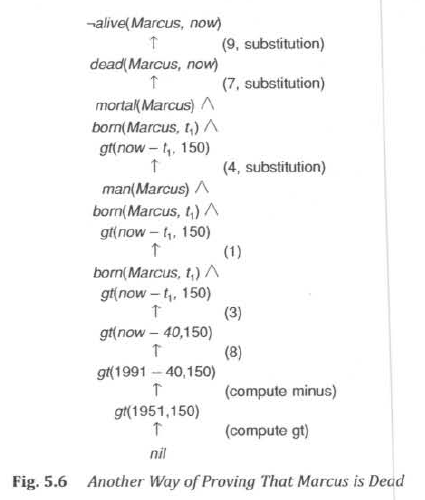 ¬alive(Marcus, now)
↑ (9, substitution)
dead(Marcus, now)
↑ (7, substitution)
mortal(Marcus) ∧
born(Marcus, t₁) ∧
gt(now – t₁, 150)
↑ (4, substitution)
man(Marcus) ∧
born(Marcus, t₁) ∧
gt(now – t₁, 150)
↑ (1)
born(Marcus, t₁) ∧
gt(now – t₁, 150)
↑ (3)
gt(now – 40,150)
↑ (8)
gt(1991 – 40,150)
↑ (compute minus)
gt(1951,150)
↑ (compute gt)
nil
Fig. 5.6 Another Way of Proving That Marcus is Dead